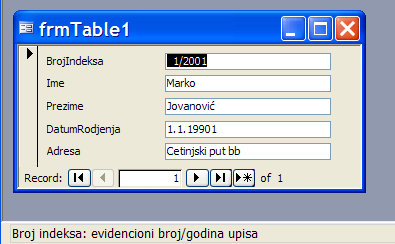 frmTable1
BrojIndeksa 1/2001
Ime Marko
Prezime Jovanović
DatumRodjenja 1.1.19901
Adresa Cetinjski put bb
Record: 1 of 1
Broj indeksa: evidencioni broj/godina upisa